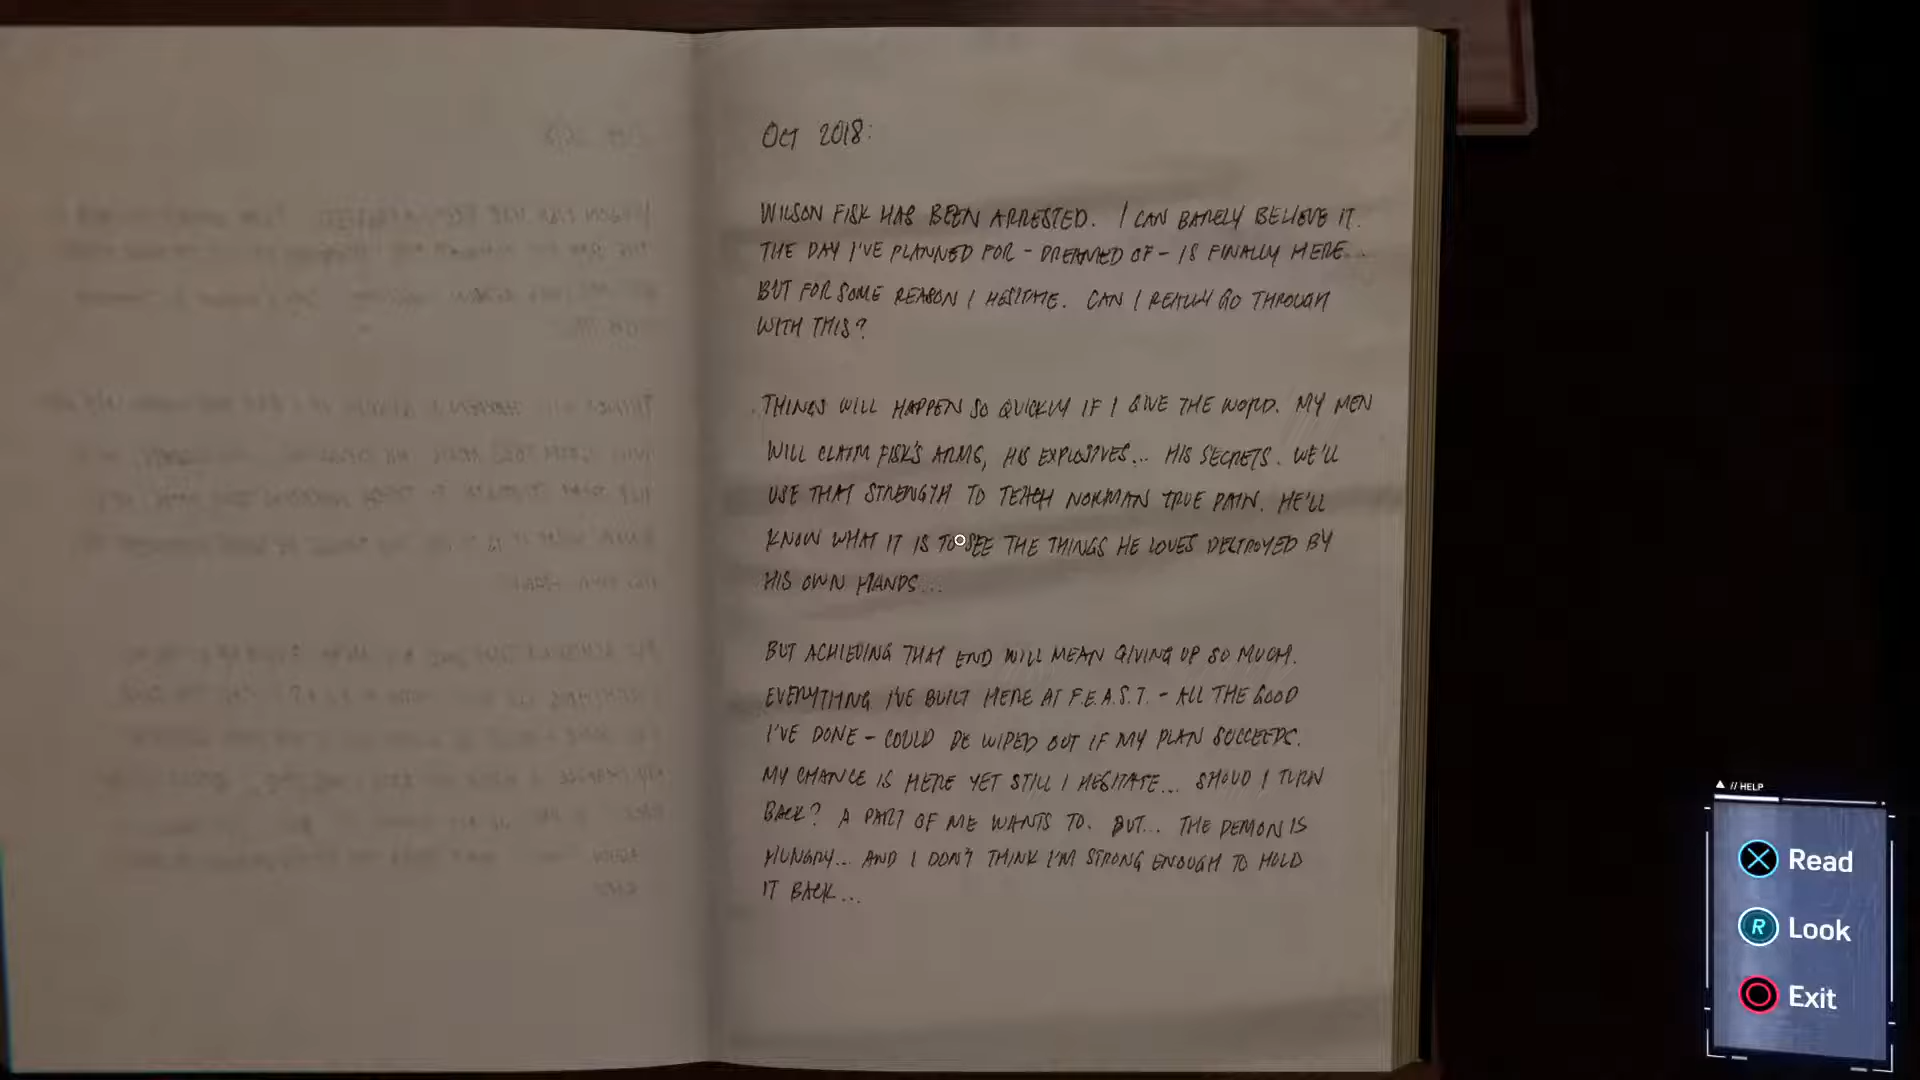 OCT 2018:
WILSON FISK HAS BEEN ARRESTED. I CAN BARELY BELIEVE IT.
THE DAY I'VE PLANNED FOR - DREAMED OF - IS FINALLY HERE...
BUT FOR SOME REASON I HESITATE. CAN I REALLY GO THROUGH
WITH THIS?
THINGS WILL HAPPEN SO QUICKLY IF I GIVE THE WORD. MY MEN
WILL CLAIM FISK'S ARMS, HIS EXPLOSIVES... HIS SECRETS. WE'LL
USE THAT STRENGTH TO TEACH NORMAN TRUE PAIN. HE'LL
KNOW WHAT IT IS TO SEE THE THINGS HE LOVES DESTROYED BY
HIS OWN HANDS...
BUT ACHIEVING THAT END WILL MEAN GIVING UP SO MUCH.
EVERYTHING I'VE BUILT HERE AT F.E.A.S.T. - ALL THE GOOD
I'VE DONE - COULD BE WIPED OUT IF MY PLAN SUCCEEDS.
MY CHANCE IS HERE YET STILL I HESITATE... SHOULD I TURN
BACK? A PART OF ME WANTS TO. BUT... THE DEMON IS
HUNGRY... AND I DON'T THINK I'M STRONG ENOUGH TO HOLD
IT BACK...
// HELP
Read
R Look
Exit